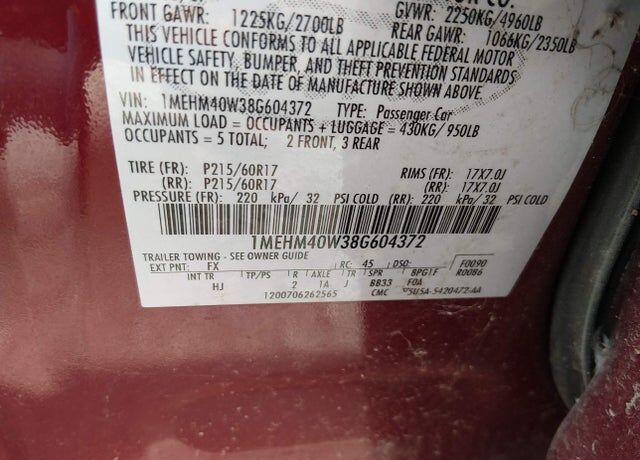 FRONT GAWR: 1225KG/2700LB GVWR: 2250KG/4960LB
REAR GAWR: 1066KG/2350LB
THIS VEHICLE CONFORMS TO ALL APPLICABLE FEDERAL MOTOR
VEHICLE SAFETY, BUMPER, AND THEFT PREVENTION STANDARDS
IN EFFECT ON THE DATE OF MANUFACTURE SHOWN ABOVE.
VIN: 1MEHM40W38G604372 TYPE: Passenger Car
MAXIMUM LOAD = OCCUPANTS + LUGGAGE = 430KG/ 950LB
OCCUPANTS = 5 TOTAL; 2 FRONT, 3 REAR
TIRE (FR): P215/60R17 RIMS (FR): 17X7.0J
(RR): P215/60R17 (RR): 17X7.0J
PRESSURE (FR): 220 kPa/ 32 PSI COLD (RR): 220 kPa/ 32 PSI COLD
1MEHM40W38G604372
TRAILER TOWING - SEE OWNER GUIDE
EXT PNT: FX RC: 45 DSO: F0090
R0086
INT TR TP/PS R AXLE TR SPR BPG1F
HJ 2 1A J BB33 F0A
1200706262565 CMC 5U5A-5420472-AA